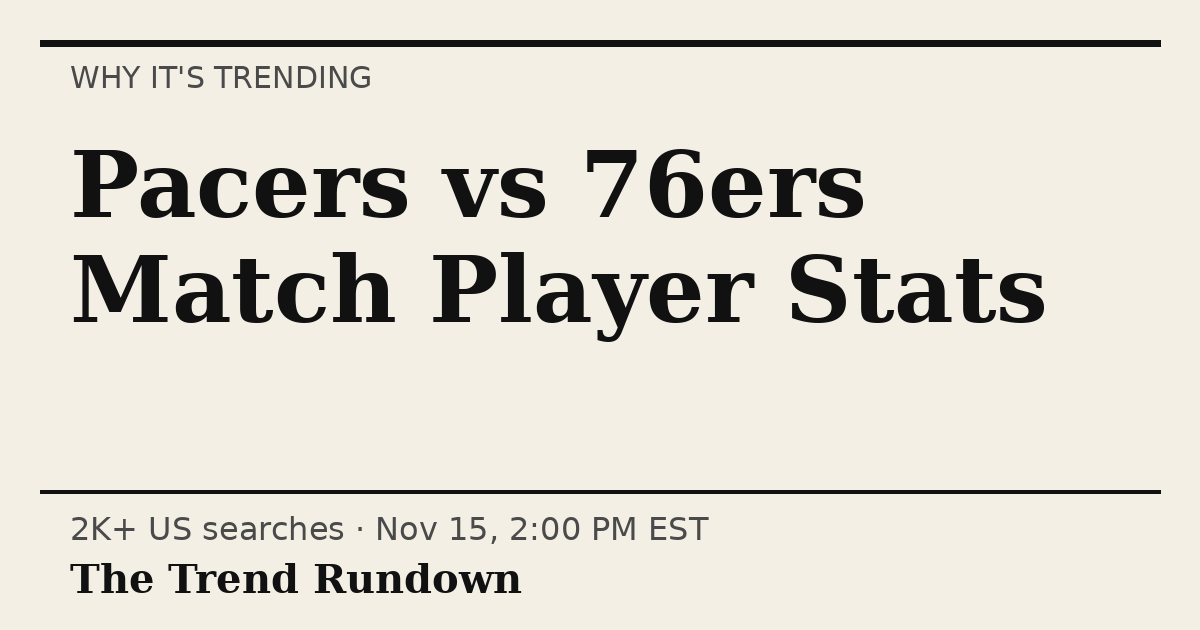 WHY IT'S TRENDING
Pacers vs 76ers
Match Player Stats
2K+ US searches · Nov 15, 2:00 PM EST
The Trend Rundown